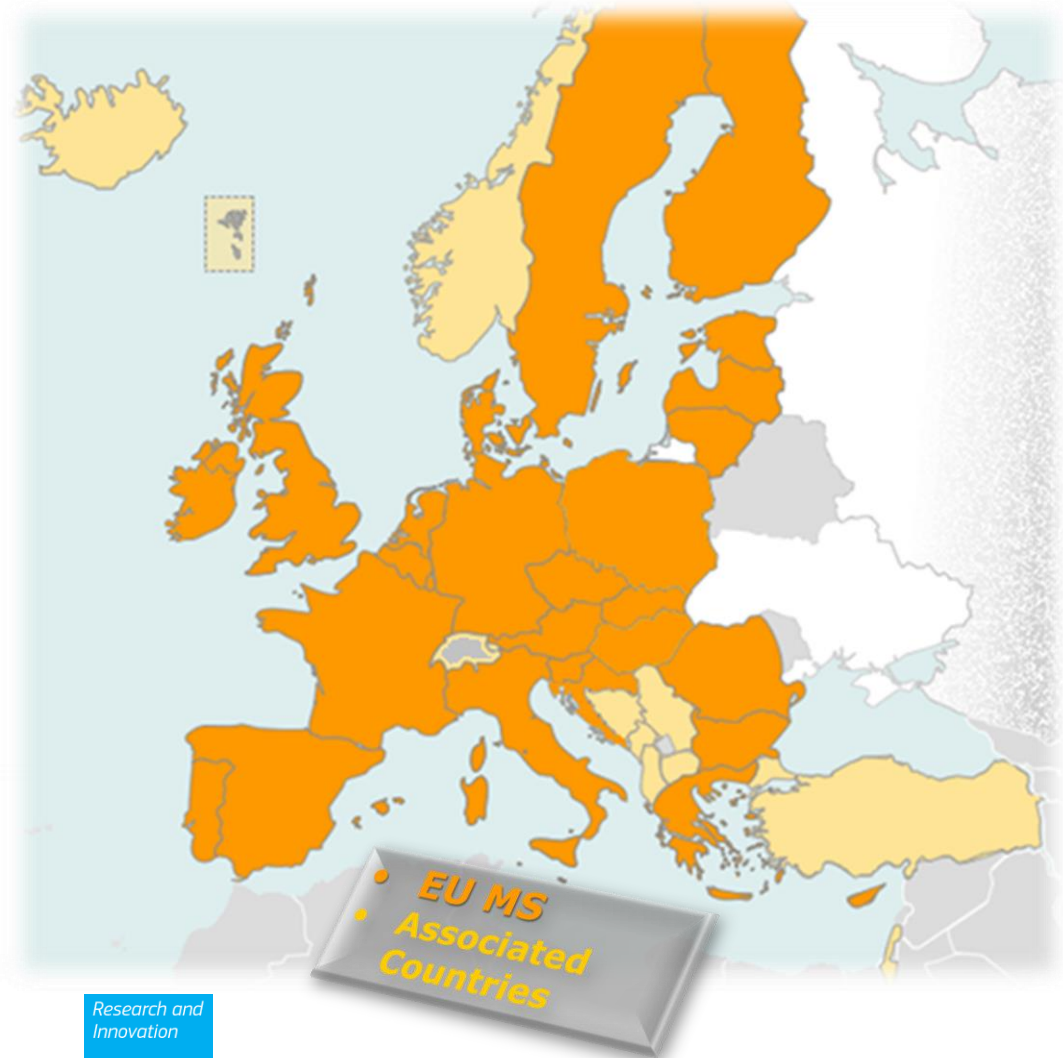 • EU MS
• Associated
Countries
Research and
Innovation